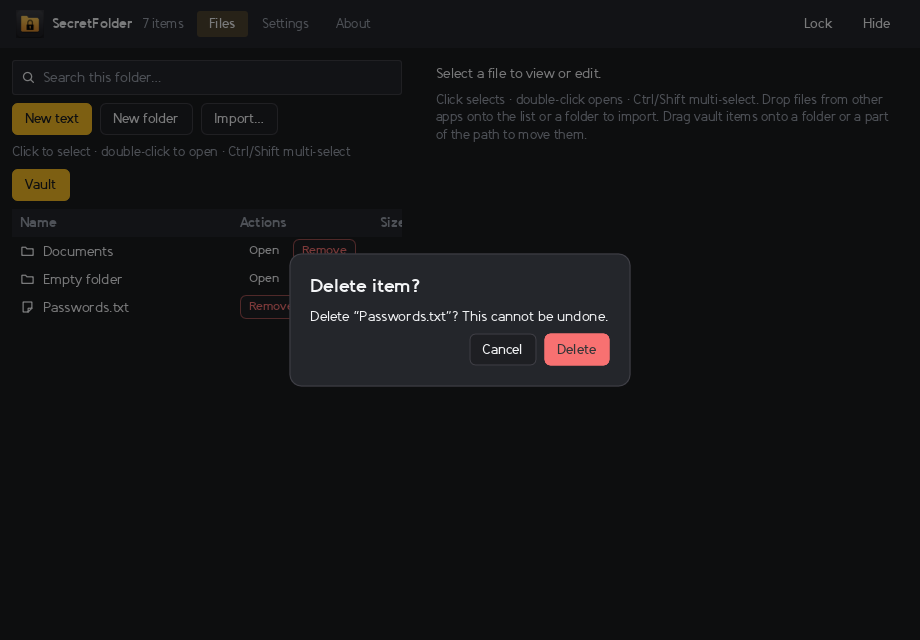 SecretFolder 7 items Files Settings About Lock Hide
Search this folder...
New text New folder Import...
Click to select · double-click to open · Ctrl/Shift multi-select
Vault
Name Actions Size
Documents Open Remove
Empty folder Open
Passwords.txt Remove
Select a file to view or edit.
Click selects · double-click opens · Ctrl/Shift multi-select. Drop files from other
apps onto the list or a folder to import. Drag vault items onto a folder or a part
of the path to move them.
Delete item?
Delete “Passwords.txt”? This cannot be undone.
Cancel Delete